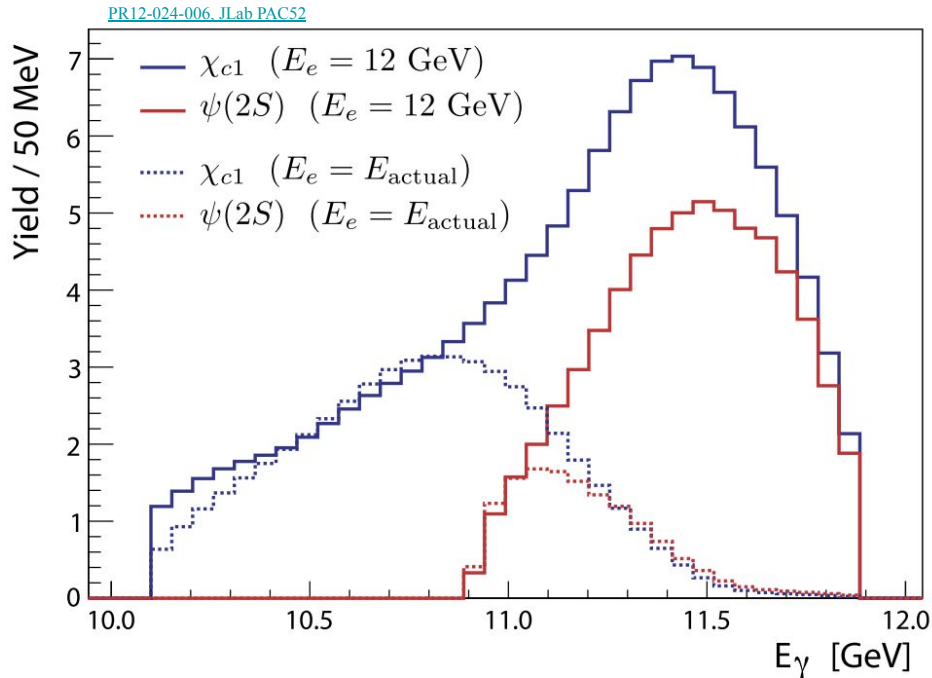 PR12-024-006, JLab PAC52
χc1 (Ee = 12 GeV)
ψ(2S) (Ee = 12 GeV)
χc1 (Ee = Eactual)
ψ(2S) (Ee = Eactual)
Yield / 50 MeV
7
6
5
4
3
2
1
0
10.0 10.5 11.0 11.5 12.0
Eγ [GeV]